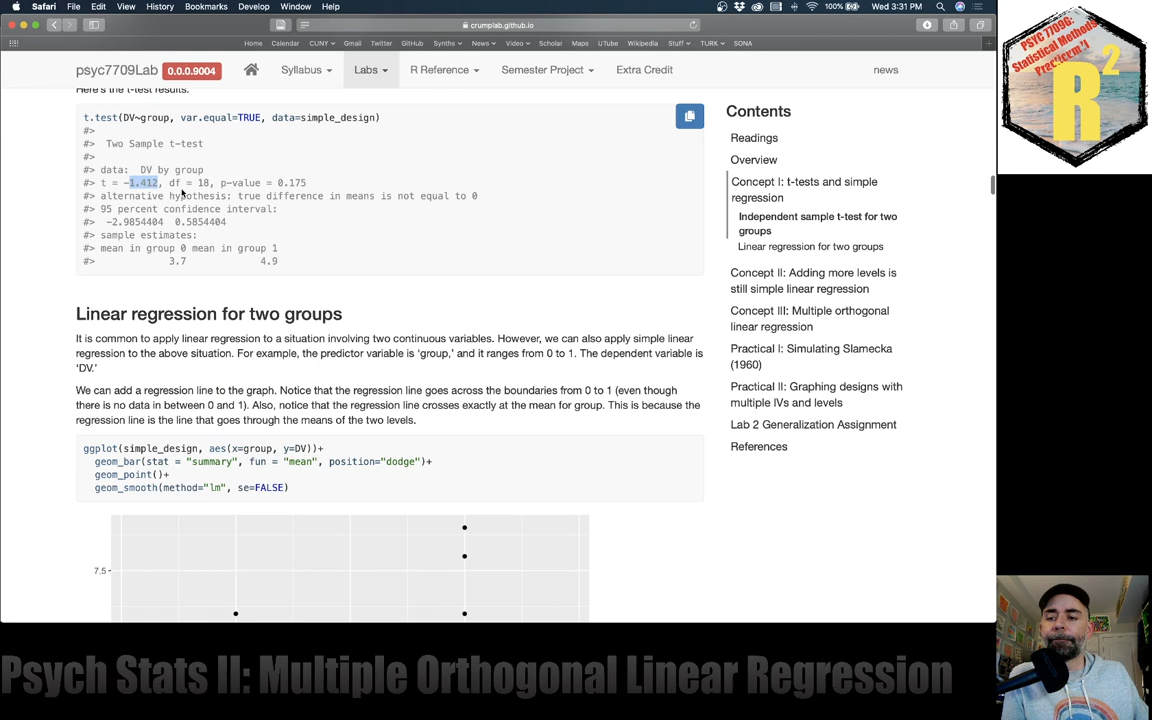 Safari File Edit View History Bookmarks Develop Window Help 100% Wed 3:31 PM
crumplab.github.io
Home Calendar CUNY Gmail Twitter GitHub Synths News Video Scholar Maps UTube Wikipedia Stuff TURK SONA
psyc7709Lab 0.0.0.9004 Syllabus Labs R Reference Semester Project Extra Credit news
Here's the t-test results.
t.test(DV~group, var.equal=TRUE, data=simple_design)
#>
#> Two Sample t-test
#>
#> data: DV by group
#> t = -1.412, df = 18, p-value = 0.175
#> alternative hypothesis: true difference in means is not equal to 0
#> 95 percent confidence interval:
#> -2.9854404 0.5854404
#> sample estimates:
#> mean in group 0 mean in group 1
#> 3.7 4.9
Linear regression for two groups
It is common to apply linear regression to a situation involving two continuous variables. However, we can also apply simple linear
regression to the above situation. For example, the predictor variable is 'group,' and it ranges from 0 to 1. The dependent variable is
'DV.'
We can add a regression line to the graph. Notice that the regression line goes across the boundaries from 0 to 1 (even though
there is no data in between 0 and 1). Also, notice that the regression line crosses exactly at the mean for group. This is because the
regression line is the line that goes through the means of the two levels.
ggplot(simple_design, aes(x=group, y=DV))+
geom_bar(stat = "summary", fun = "mean", position="dodge")+
geom_point()+
geom_smooth(method="lm", se=FALSE)
7.5
Contents
Readings
Overview
Concept I: t-tests and simple
regression
Independent sample t-test for two
groups
Linear regression for two groups
Concept II: Adding more levels is
still simple linear regression
Concept III: Multiple orthogonal
linear regression
Practical I: Simulating Slamecka
(1960)
Practical II: Graphing designs with
multiple IVs and levels
Lab 2 Generalization Assignment
References
PSYC 7709G:
Statistical Methods
Practicum 1
R2
Psych Stats II: Multiple Orthogonal Linear Regression